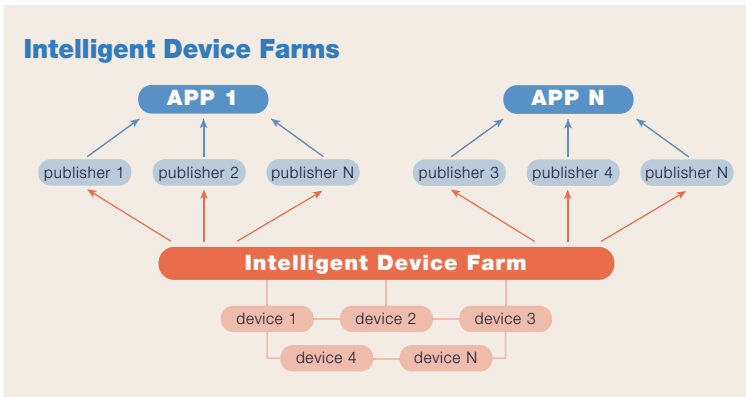 Intelligent Device Farms
APP 1
APP N
publisher 1
publisher 2
publisher N
publisher 3
publisher 4
publisher N
Intelligent Device Farm
device 1
device 2
device 3
device 4
device N